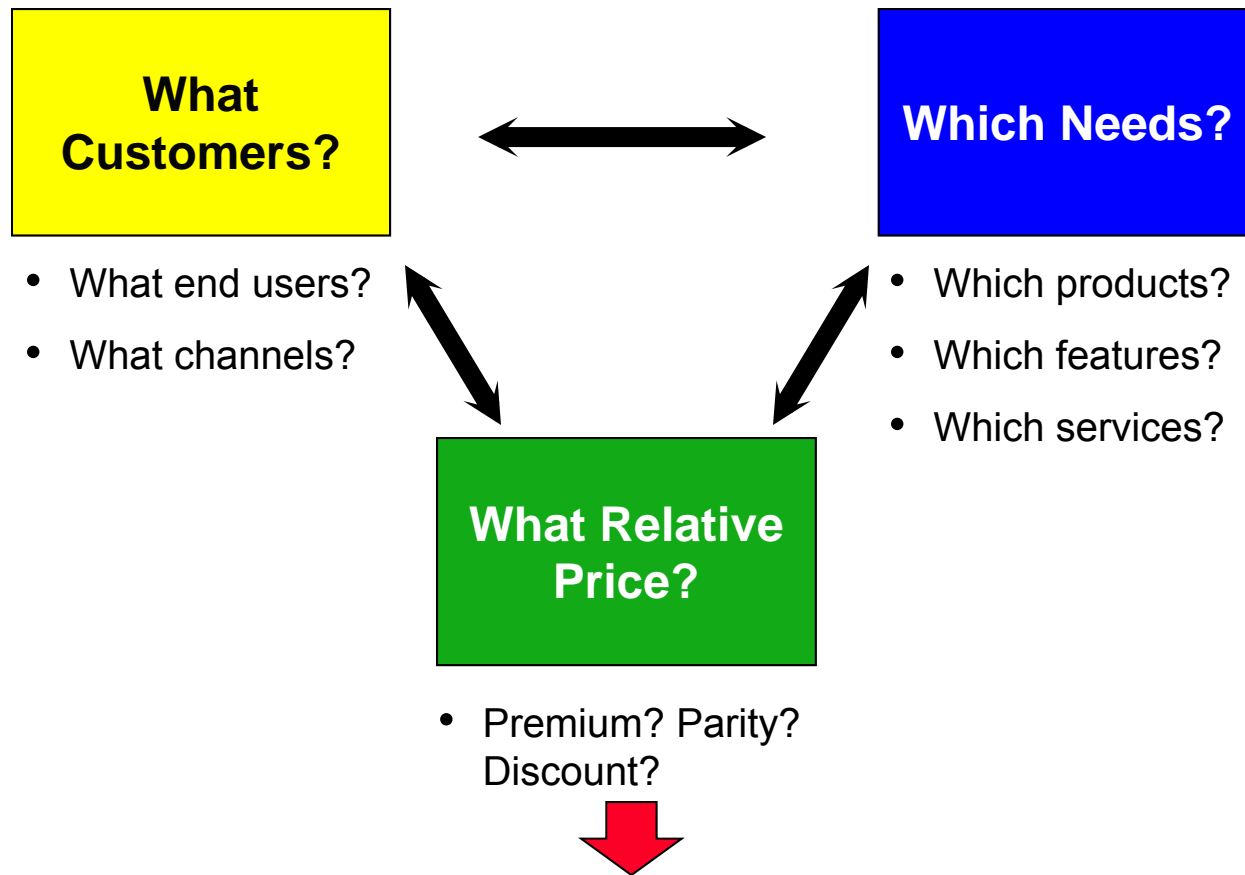 What
Customers?
Which Needs?
• What end users?
• What channels?
• Which products?
• Which features?
• Which services?
What Relative
Price?
• Premium? Parity?
Discount?